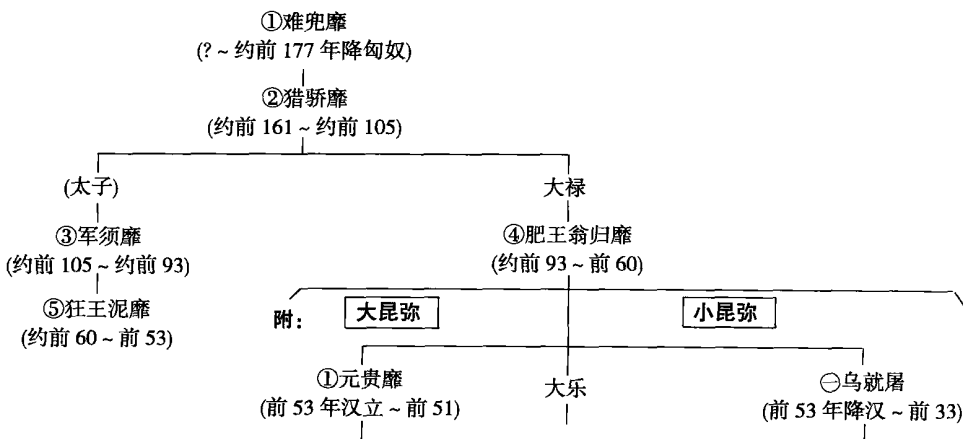 ①难兜靡
(? ~ 约前 177 年降匈奴)
②猎骄靡
(约前 161 ~ 约前 105)
(太子)
大禄
③军须靡
(约前 105 ~ 约前 93)
④肥王翁归靡
(约前 93 ~ 前 60)
⑤狂王泥靡
(约前 60 ~ 前 53)
附:
大昆弥
小昆弥
①元贵靡
(前 53 年汉立 ~ 前 51)
大乐
㊀乌就屠
(前 53 年降汉 ~ 前 33)